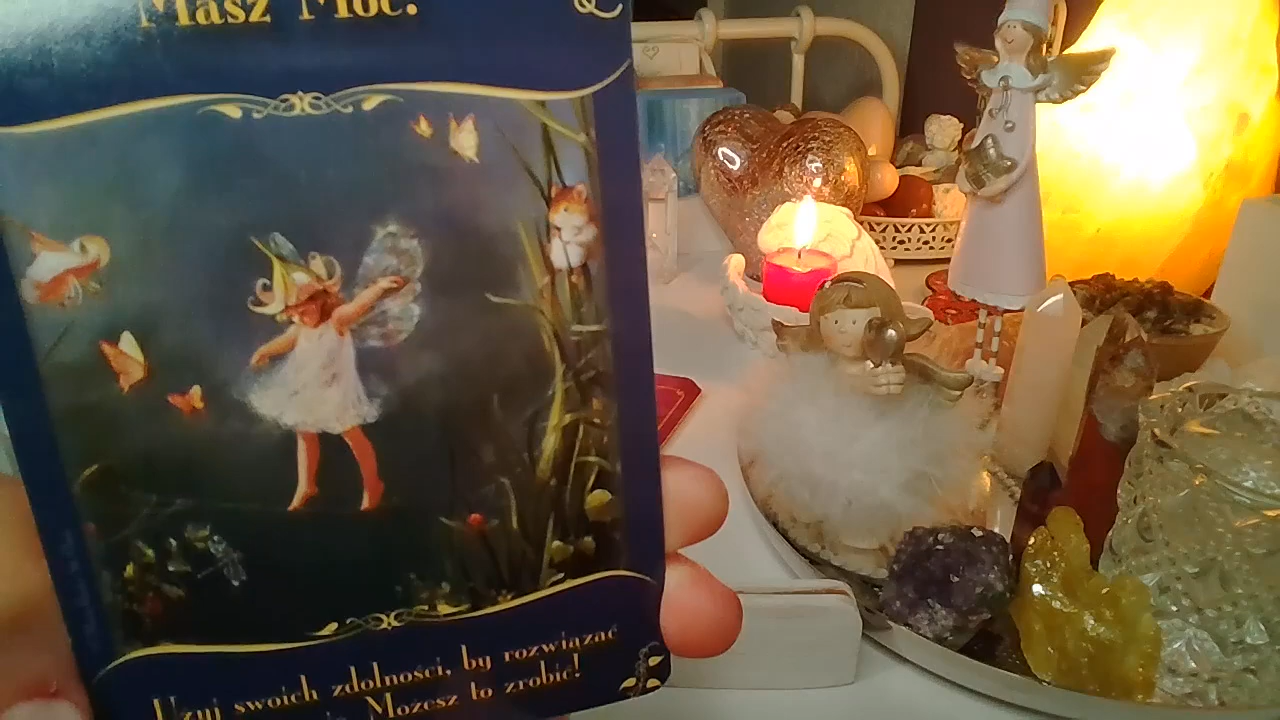 Masz Moc!
Użyj swoich zdolności, by rozwiązać
Możesz to zrobić!